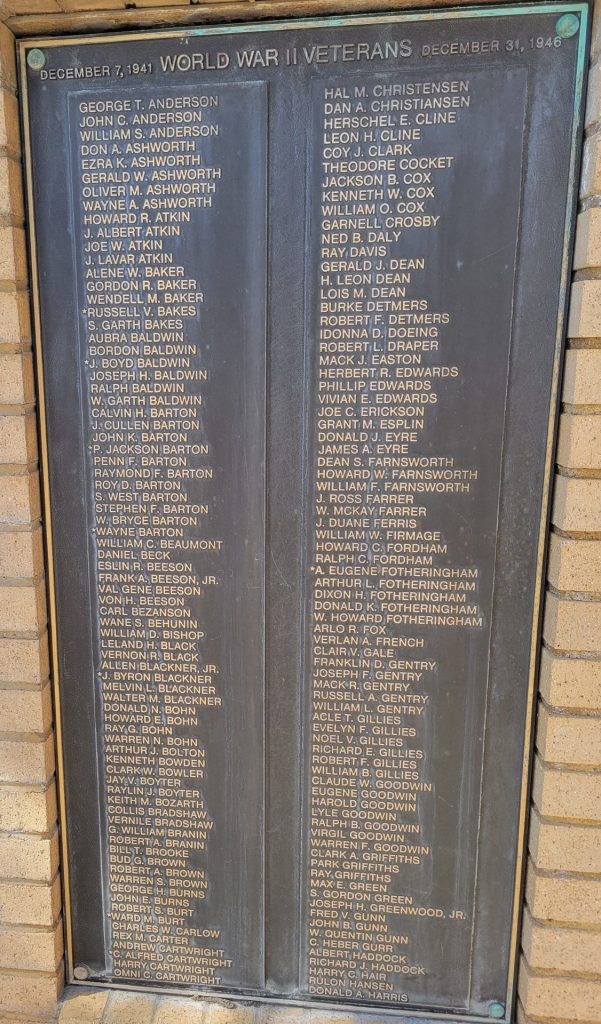 DECEMBER 7, 1941 WORLD WAR II VETERANS DECEMBER 31, 1946
GEORGE T. ANDERSON
JOHN C. ANDERSON
WILLIAM S. ANDERSON
DON A. ASHWORTH
EZRA K. ASHWORTH
GERALD W. ASHWORTH
OLIVER M. ASHWORTH
WAYNE A. ASHWORTH
HOWARD R. ATKIN
J. ALBERT ATKIN
JOE W. ATKIN
J. LAVAR ATKIN
ALENE W. BAKER
GORDON R. BAKER
WENDELL M. BAKER
*RUSSELL V. BAKES
S. GARTH BAKES
AUBRA BALDWIN
BORDON BALDWIN
*J. BOYD BALDWIN
JOSEPH H. BALDWIN
RALPH BALDWIN
W. GARTH BALDWIN
CALVIN H. BARTON
J. CULLEN BARTON
JOHN K. BARTON
*P. JACKSON BARTON
PENN F. BARTON
RAYMOND F. BARTON
ROY D. BARTON
S. WEST BARTON
STEPHEN F. BARTON
W. BRYCE BARTON
*WAYNE BARTON
WILLIAM C. BEAUMONT
DANIEL BECK
ESLIN R. BEESON
FRANK A. BEESON, JR.
VAL GENE BEESON
VON H. BEESON
CARL BEZANSON
WANE S. BEHUNIN
WILLIAM D. BISHOP
LELAND H. BLACK
VERNON R. BLACK
ALLEN BLACKNER, JR.
*J. BYRON BLACKNER
MELVIN L. BLACKNER
WALTER M. BLACKNER
DONALD N. BOHN
HOWARD E. BOHN
RAY G. BOHN
WARREN N. BOHN
ARTHUR J. BOLTON
KENNETH BOWDEN
CLARK W. BOWLER
JAY V. BOYTER
RAYLIN J. BOYTER
KEITH M. BOZARTH
COLLIS BRADSHAW
VERNILE BRADSHAW
G. WILLIAM BRANIN
ROBERT A. BRANIN
BILL T. BROOKE
BUD G. BROWN
ROBERT A. BROWN
WARREN S. BROWN
GEORGE H. BURNS
JOHN E. BURNS
ROBERT S. BURT
*WARD M. BURT
CHARLES W. CARLOW
REX M. CARTER
ANDREW CARTWRIGHT
*C. ALFRED CARTWRIGHT
HARRY CARTWRIGHT
OMNI C. CARTWRIGHT
HAL M. CHRISTENSEN
DAN A. CHRISTIANSEN
HERSCHEL E. CLINE
LEON H. CLINE
COY J. CLARK
THEODORE COCKET
JACKSON B. COX
KENNETH W. COX
WILLIAM O. COX
GARNELL CROSBY
NED B. DALY
RAY DAVIS
GERALD J. DEAN
H. LEON DEAN
LOIS M. DEAN
BURKE DETMERS
ROBERT F. DETMERS
IDONNA D. DOEING
ROBERT L. DRAPER
MACK J. EASTON
HERBERT R. EDWARDS
PHILLIP EDWARDS
VIVIAN E. EDWARDS
JOE C. ERICKSON
GRANT M. ESPLIN
DONALD J. EYRE
JAMES A. EYRE
DEAN S. FARNSWORTH
HOWARD W. FARNSWORTH
WILLIAM F. FARNSWORTH
J. ROSS FARRER
W. MCKAY FARRER
J. DUANE FERRIS
WILLIAM W. FIRMAGE
HOWARD C. FORDHAM
RALPH C. FORDHAM
*A. EUGENE FOTHERINGHAM
ARTHUR L. FOTHERINGHAM
DIXON H. FOTHERINGHAM
DONALD K. FOTHERINGHAM
W. HOWARD FOTHERINGHAM
ARLO R. FOX
VERLAN A. FRENCH
CLAIR V. GALE
FRANKLIN D. GENTRY
JOSEPH F. GENTRY
MACK R. GENTRY
RUSSELL A. GENTRY
WILLIAM L. GENTRY
ACLE T. GILLIES
EVELYN F. GILLIES
NOEL V. GILLIES
RICHARD E. GILLIES
ROBERT F. GILLIES
WILLIAM B. GILLIES
CLAUDE W. GOODWIN
EUGENE GOODWIN
HAROLD GOODWIN
LYLE GOODWIN
RALPH B. GOODWIN
VIRGIL GOODWIN
WARREN F. GOODWIN
CLARK A. GRIFFITHS
PARK GRIFFITHS
RAY GRIFFITHS
MAX E. GREEN
S. GORDON GREEN
JOSEPH H. GREENWOOD, JR.
FRED V. GUNN
JOHN B. GUNN
W. QUENTIN GUNN
C. HEBER GURR
ALBERT HADDOCK
RICHARD J. HADDOCK
HARRY C. HAIR
RULON HANSEN
DONALD A. HARRIS